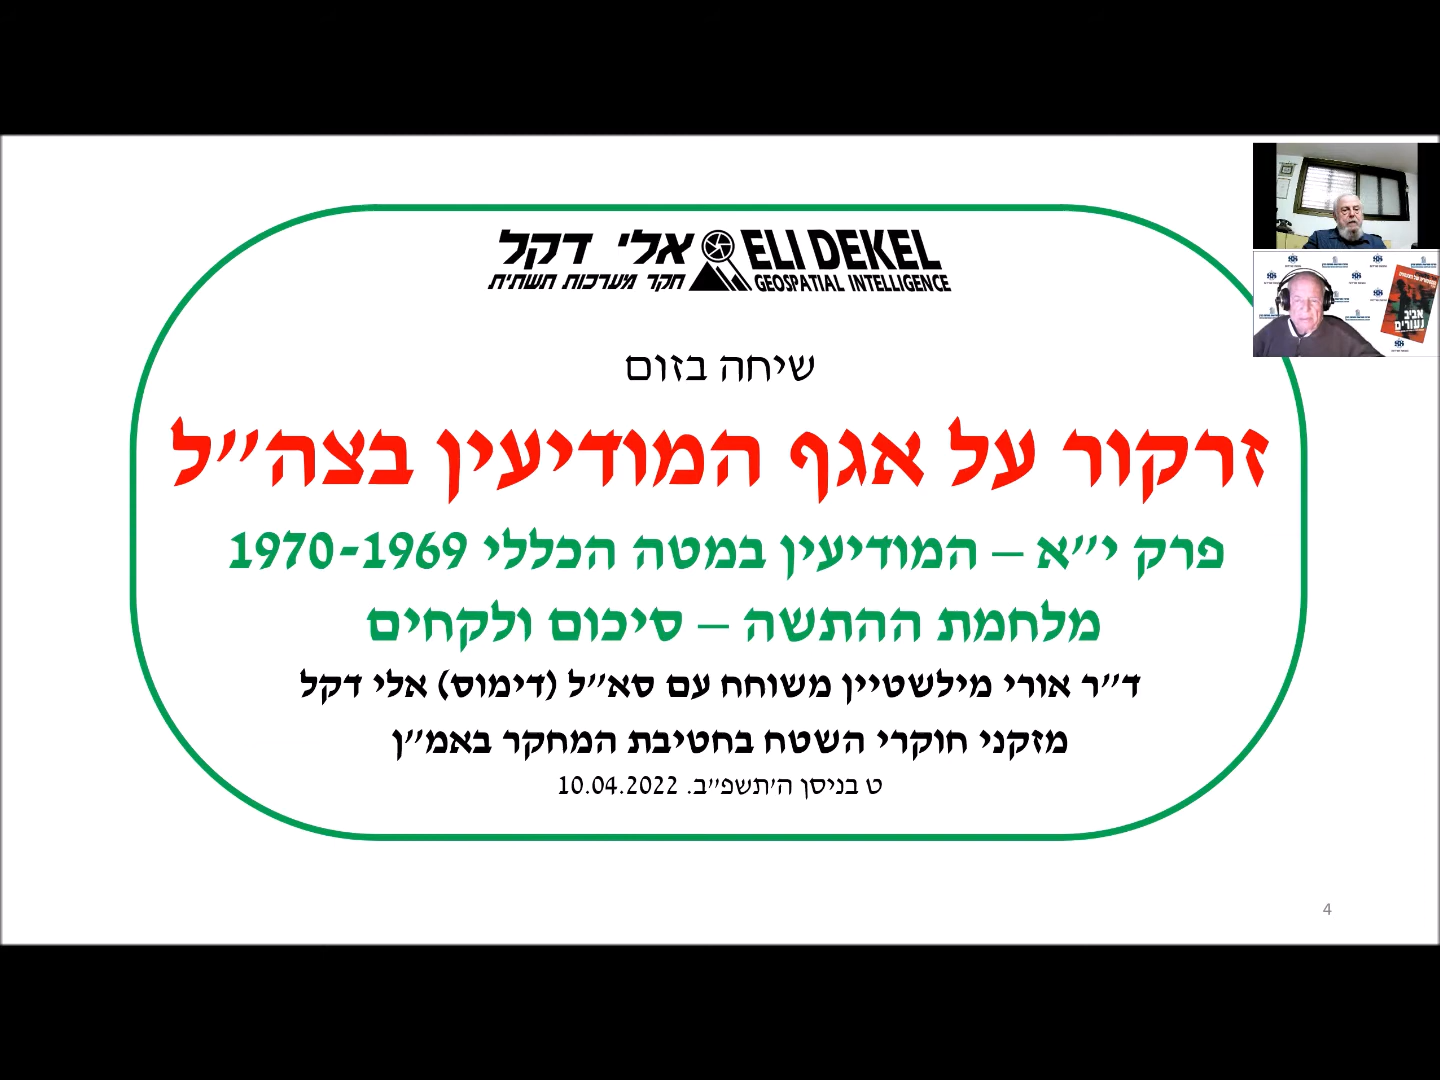 אלי דקל ELI DEKEL
חקר מערכות תשתית GEOSPATIAL INTELLIGENCE
שיחה בזום
זרקור על אגף המודיעין בצה״ל
פרק י״א – המודיעין במטה הכללי 1970-1969
מלחמת ההתשה – סיכום ולקחים
ד״ר אורי מילשטיין משוחח עם סא״ל (דימוס) אלי דקל
מזקני חוקרי השטח בחטיבת המחקר באמ״ן
ט בניסן ה׳תשפ״ב. 10.04.2022
אביב
נעורים
4